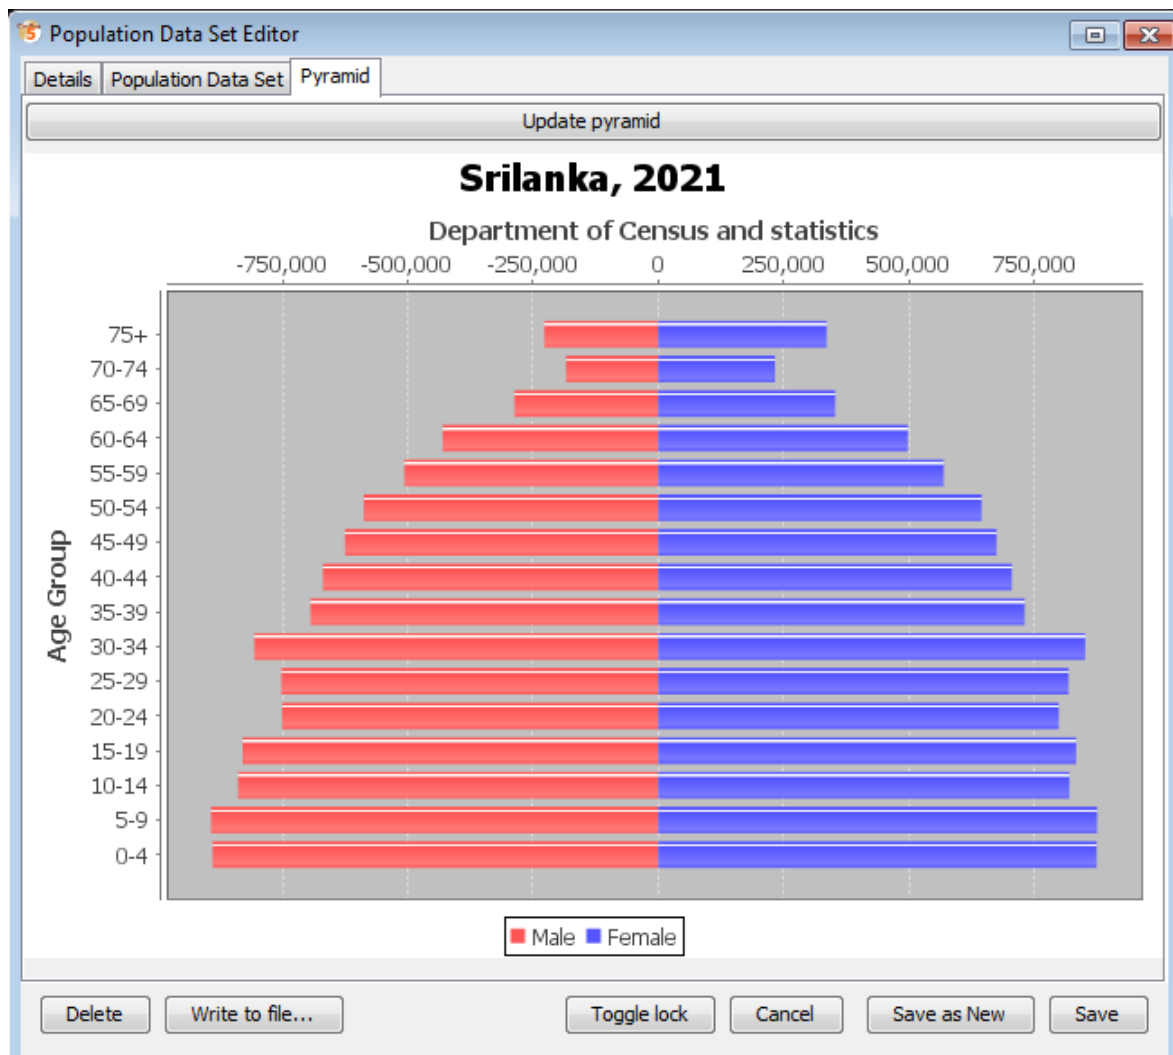 Population Data Set Editor
Details Population Data Set Pyramid
Update pyramid
Srilanka, 2021
Department of Census and statistics
-750,000 -500,000 -250,000 0 250,000 500,000 750,000
Age Group
75+
70-74
65-69
60-64
55-59
50-54
45-49
40-44
35-39
30-34
25-29
20-24
15-19
10-14
5-9
0-4
Male Female
Delete Write to file... Toggle lock Cancel Save as New Save